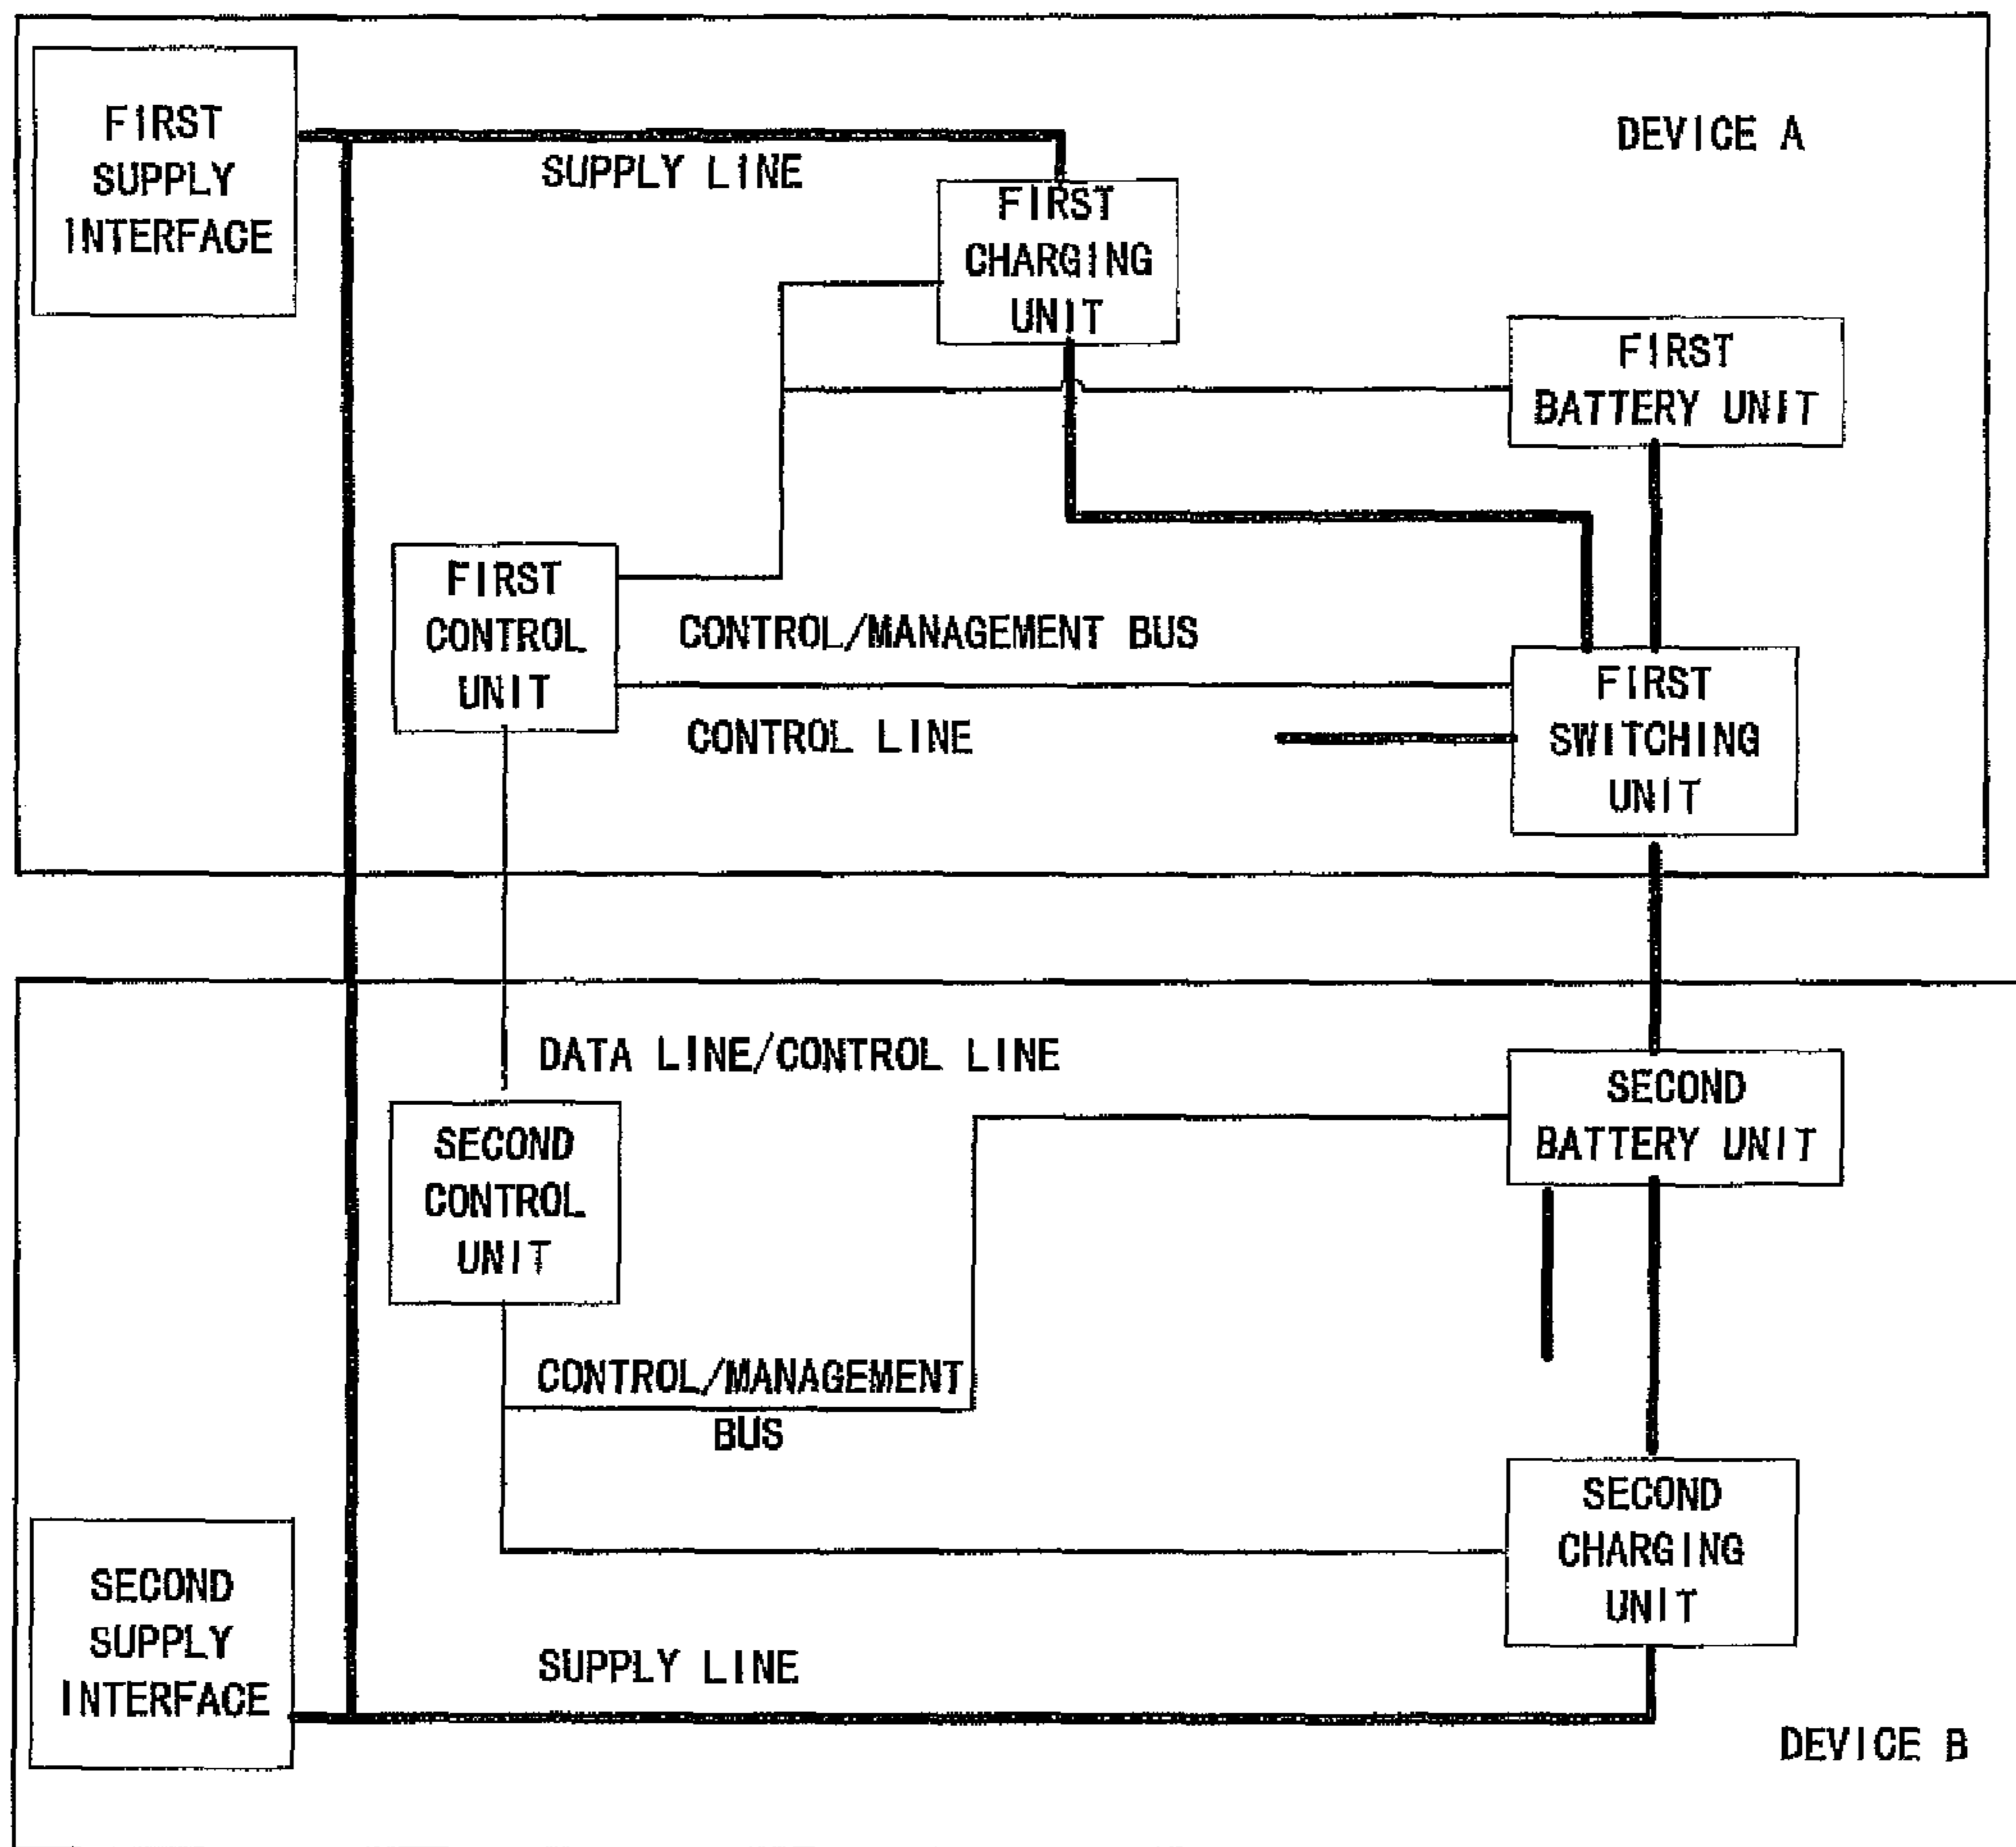 FIRST
SUPPLY
INTERFACE
SUPPLY LINE
DEVICE A
FIRST
CHARGING
UNIT
FIRST
BATTERY UNIT
FIRST
CONTROL
UNIT
CONTROL/MANAGEMENT BUS
CONTROL LINE
FIRST
SWITCHING
UNIT
DATA LINE/CONTROL LINE
SECOND
BATTERY UNIT
SECOND
CONTROL
UNIT
CONTROL/MANAGEMENT
BUS
SECOND
CHARGING
UNIT
SECOND
SUPPLY
INTERFACE
SUPPLY LINE
DEVICE B